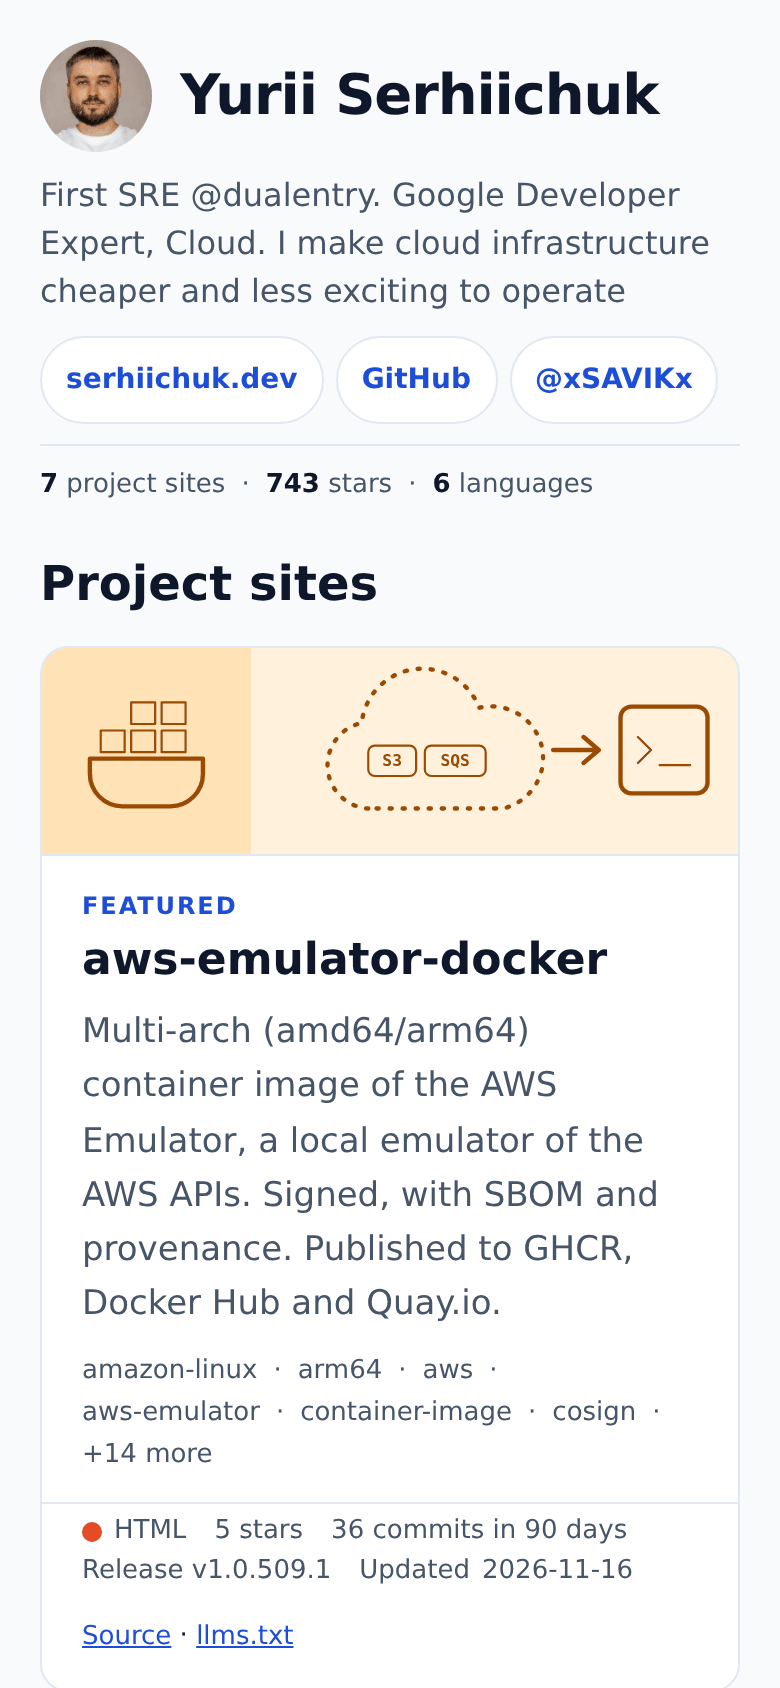 Yurii Serhiichuk
First SRE @dualentry. Google Developer
Expert, Cloud. I make cloud infrastructure
cheaper and less exciting to operate
serhiichuk.dev GitHub @xSAVIKx
7 project sites · 743 stars · 6 languages
Project sites
S3 SQS
FEATURED
aws-emulator-docker
Multi-arch (amd64/arm64)
container image of the AWS
Emulator, a local emulator of the
AWS APIs. Signed, with SBOM and
provenance. Published to GHCR,
Docker Hub and Quay.io.
amazon-linux · arm64 · aws ·
aws-emulator · container-image · cosign ·
+14 more
HTML 5 stars 36 commits in 90 days
Release v1.0.509.1 Updated 2026-11-16
Source · llms.txt